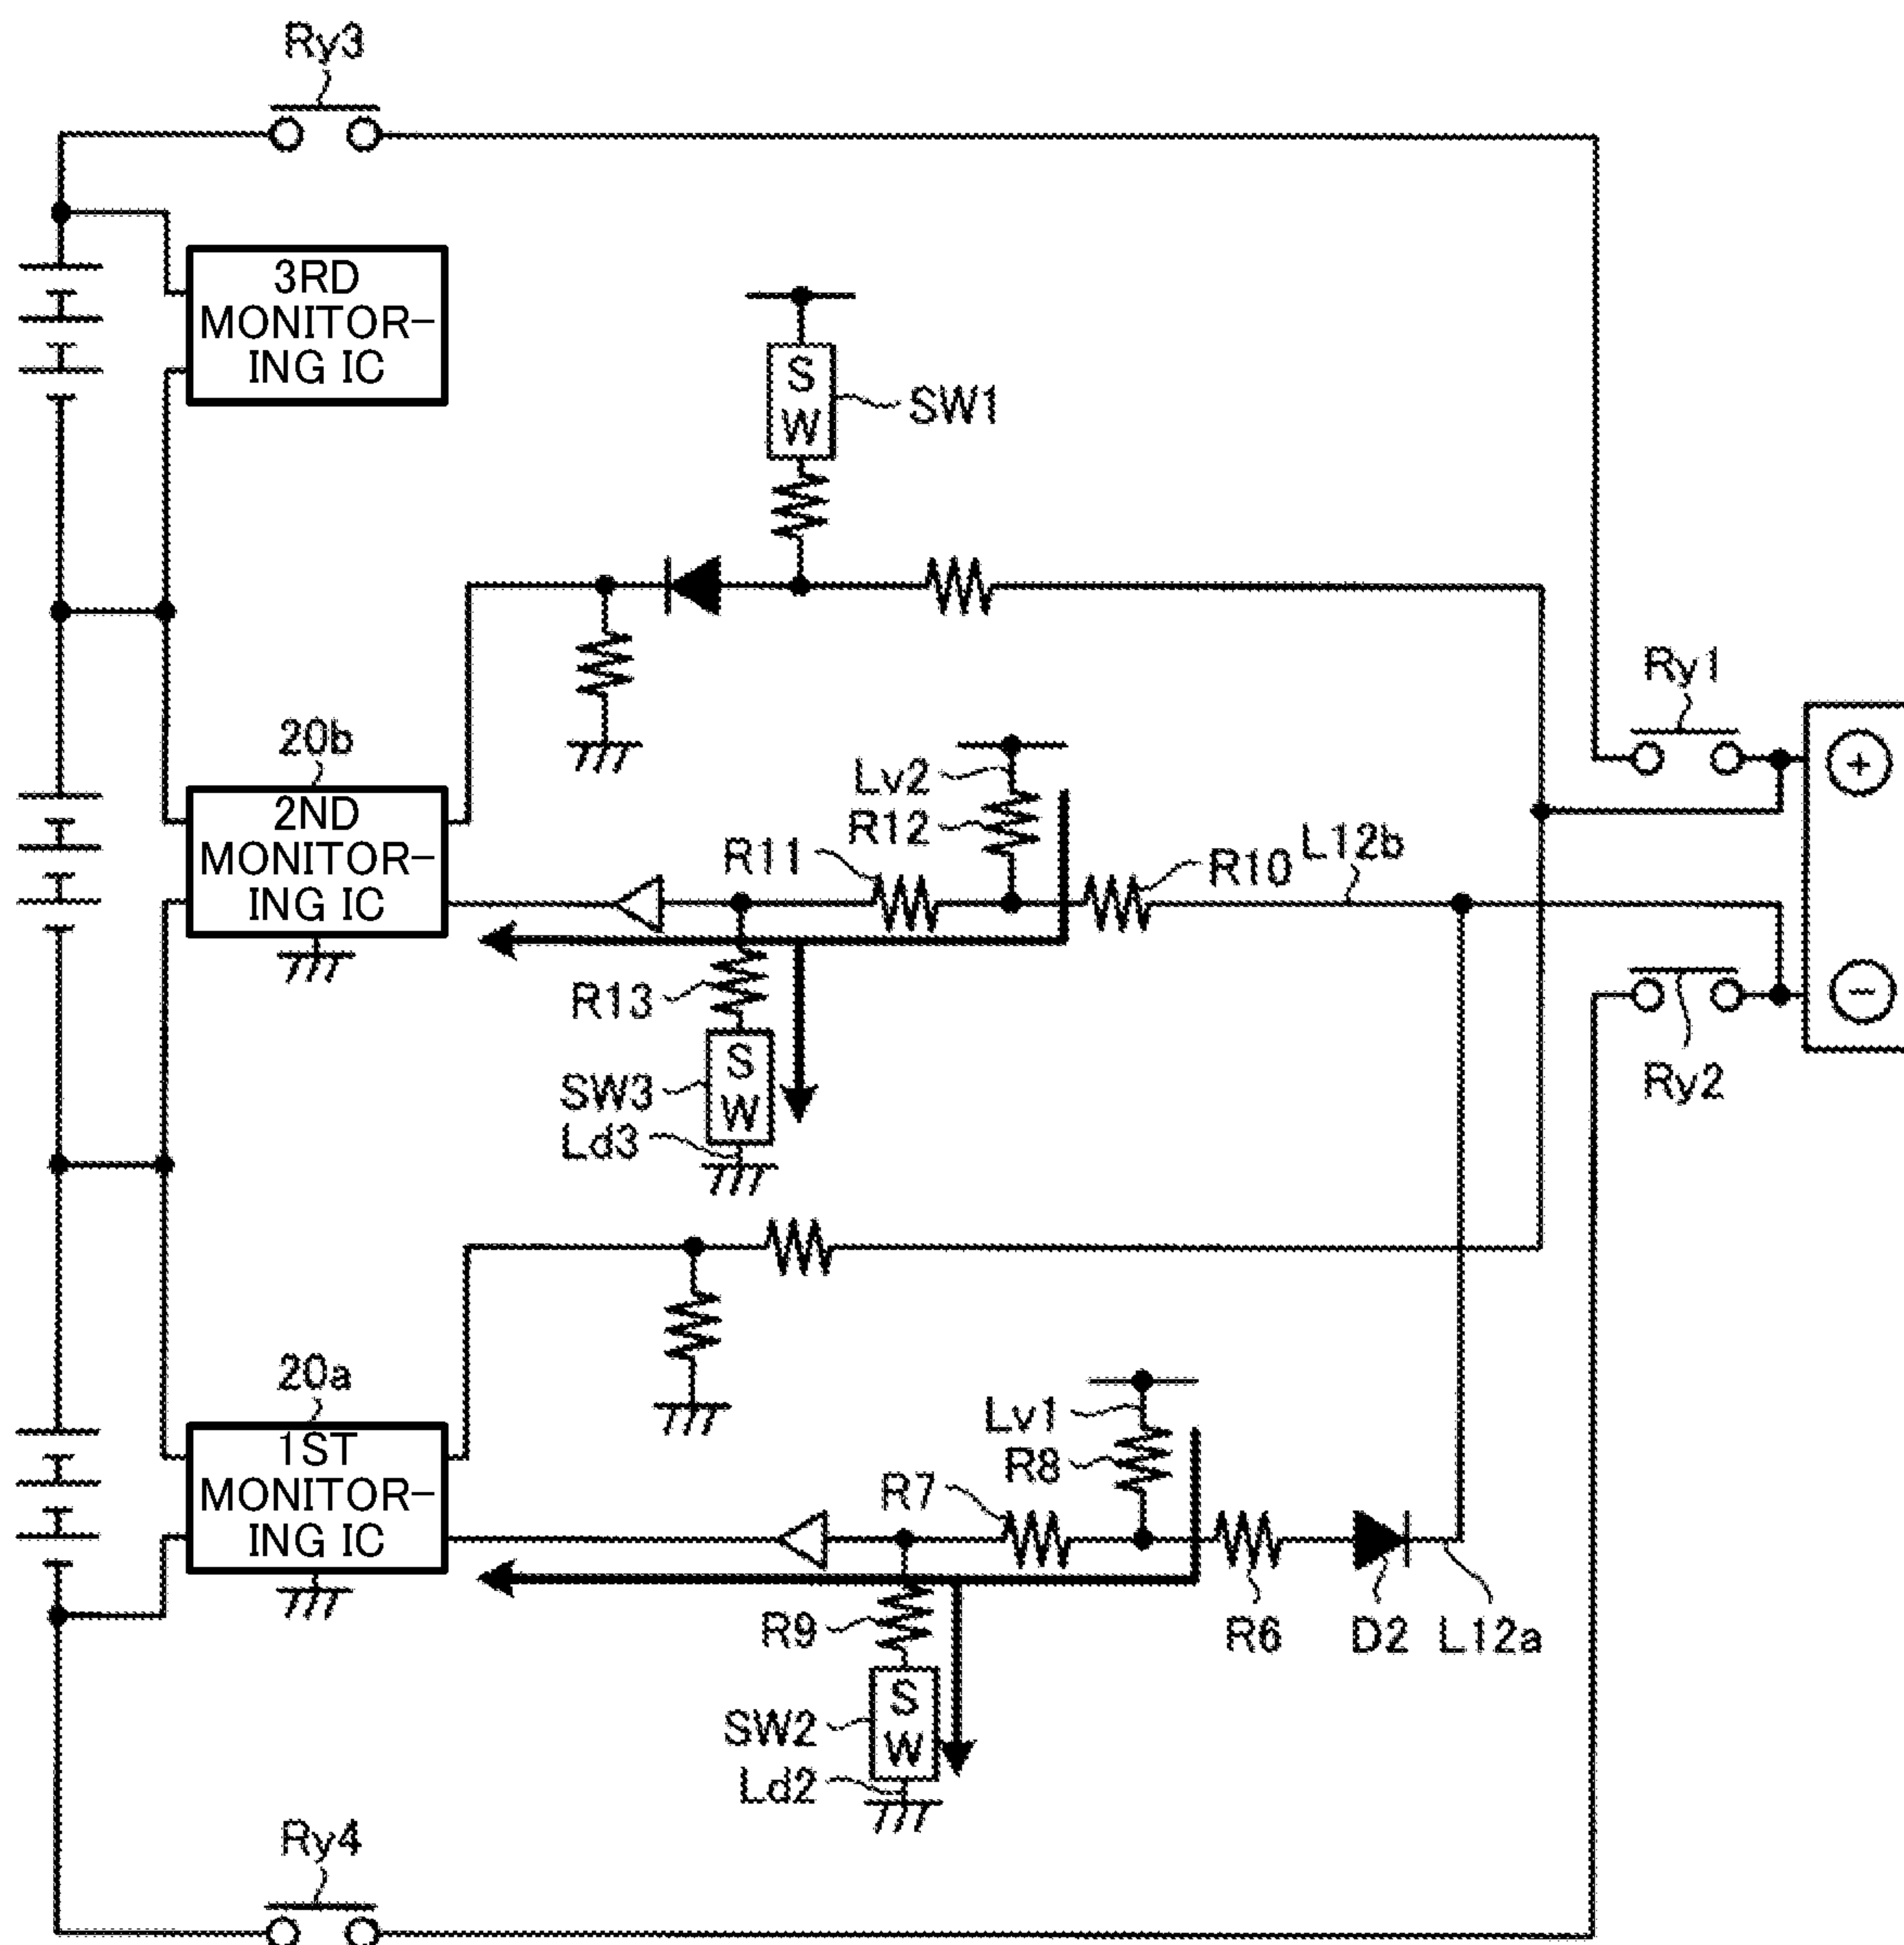 Ry3
3RD
MONITOR-
ING IC
S
W
SW1
Ry1
+
20b
2ND
MONITOR-
ING IC
Lv2
R12
R11
R10
L12b
R13
S
W
SW3
Ld3
−
Ry2
20a
1ST
MONITOR-
ING IC
Lv1
R8
R7
R9
R6
D2
L12a
S
W
SW2
Ld2
Ry4